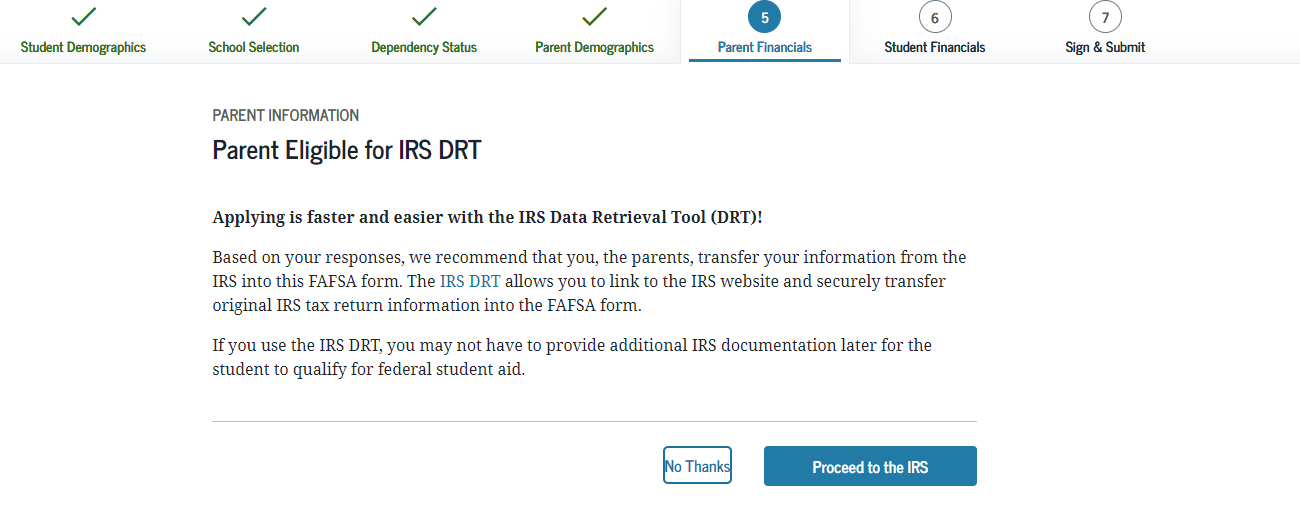 5 6 7
Student Demographics School Selection Dependency Status Parent Demographics Parent Financials Student Financials Sign & Submit
PARENT INFORMATION
Parent Eligible for IRS DRT
Applying is faster and easier with the IRS Data Retrieval Tool (DRT)!
Based on your responses, we recommend that you, the parents, transfer your information from the
IRS into this FAFSA form. The IRS DRT allows you to link to the IRS website and securely transfer
original IRS tax return information into the FAFSA form.
If you use the IRS DRT, you may not have to provide additional IRS documentation later for the
student to qualify for federal student aid.
No Thanks Proceed to the IRS